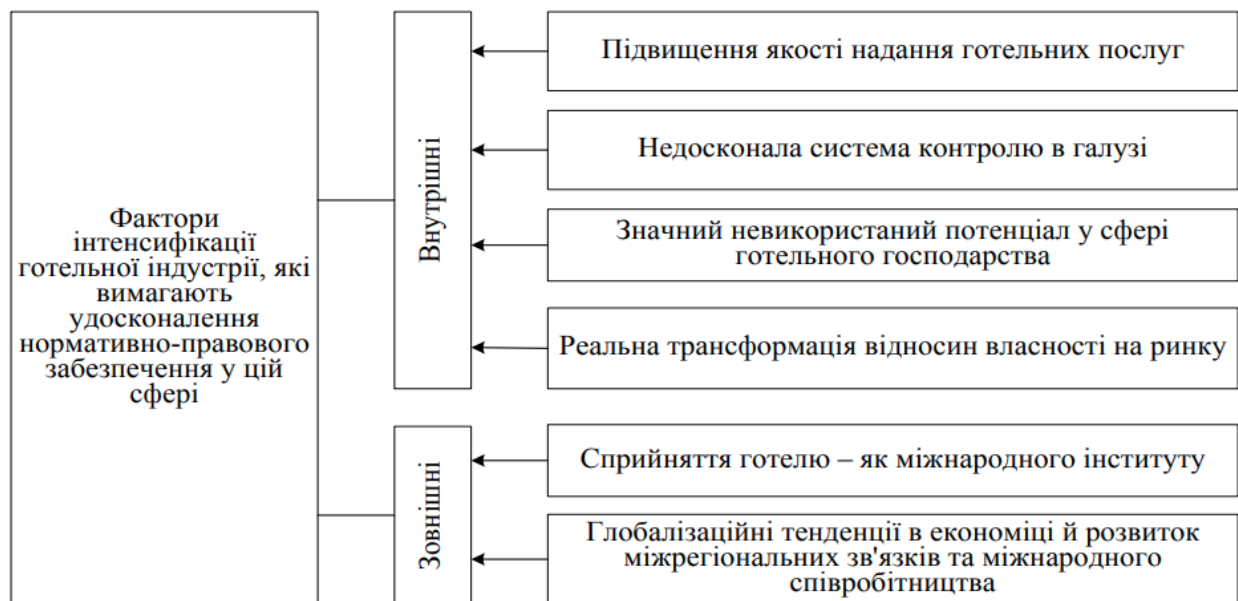 Фактори
інтенсифікації
готельної індустрії, які
вимагають
удосконалення
нормативно-правового
забезпечення у цій
сфері
Внутрішні
Підвищення якості надання готельних послуг
Недосконала система контролю в галузі
Значний невикористаний потенціал у сфері
готельного господарства
Реальна трансформація відносин власності на ринку
Зовнішні
Сприйняття готелю – як міжнародного інституту
Глобалізаційні тенденції в економіці й розвиток
міжрегіональних зв'язків та міжнародного
співробітництва